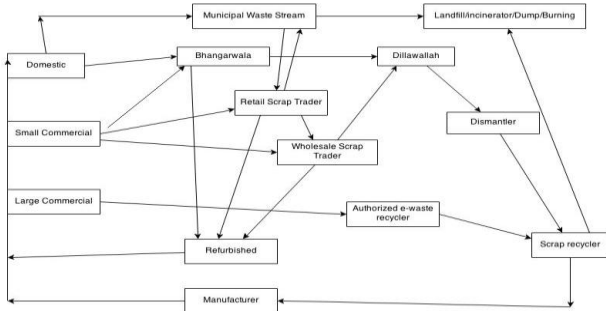 Municipal Waste Stream
Landfill/incinerator/Dump/Burning
Domestic
Bhangarwala
Dillawallah
Retail Scrap Trader
Small Commercial
Dismantler
Wholesale Scrap
Trader
Large Commercial
Authorized e-waste
recycler
Refurbished
Scrap recycler
Manufacturer